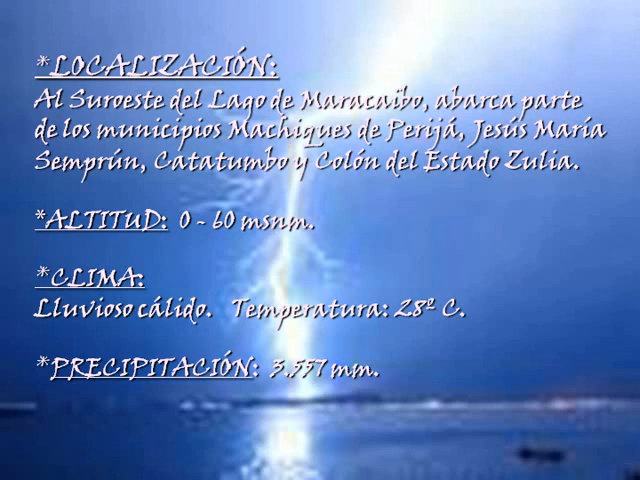 *LOCALIZACIÓN:
Al Suroeste del Lago de Maracaibo, abarca parte
de los municipios Machiques de Perijá, Jesús María
Semprún, Catatumbo y Colón del Estado Zulia.
*ALTITUD: 0 - 60 msnm.
*CLIMA:
Lluvioso cálido. Temperatura: 28º C.
*PRECIPITACIÓN: 3.557 mm.